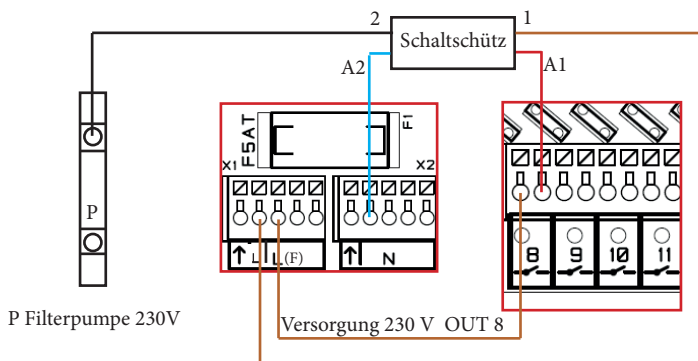 2
1
Schaltschütz
A2
A1
F5AT
F1
X1
X2
P
L
L(F)
N
8
9
10
11
P Filterpumpe 230V
Versorgung 230 V OUT 8